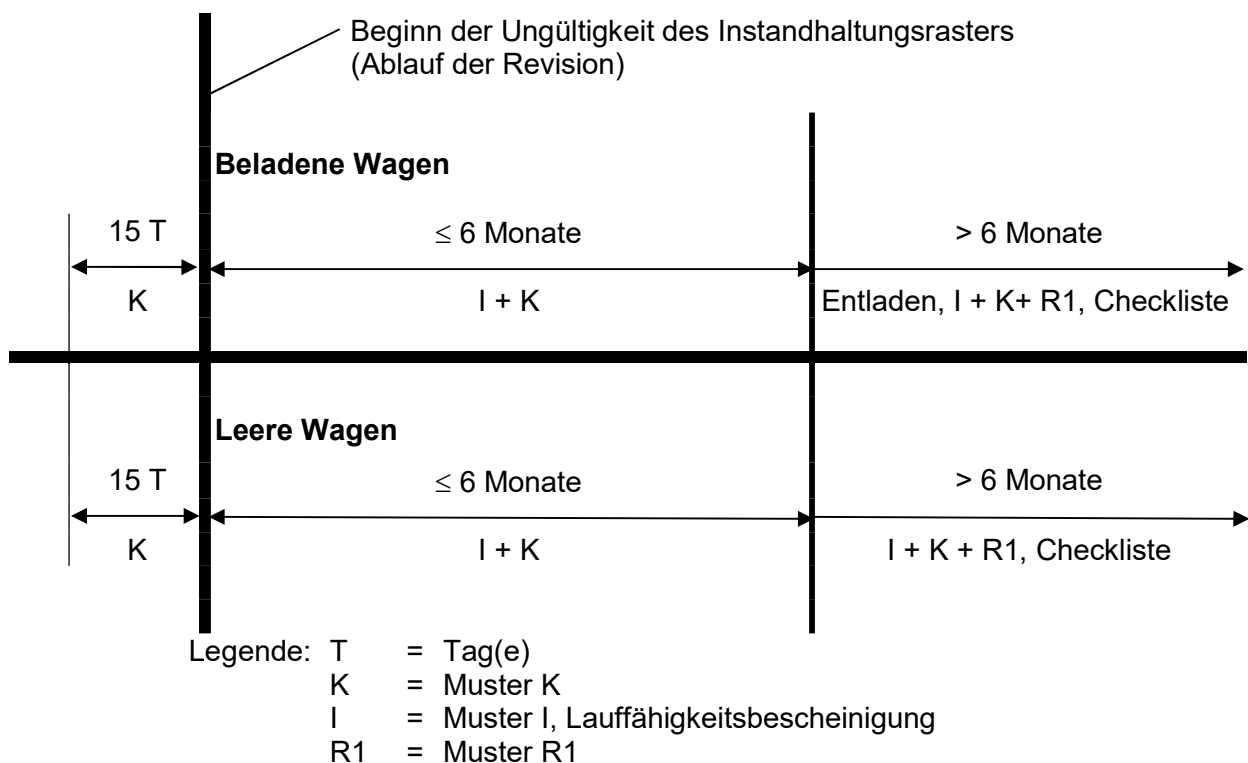 Beginn der Ungültigkeit des Instandhaltungsrasters
(Ablauf der Revision)
Beladene Wagen
15 T ≤ 6 Monate > 6 Monate
K I + K Entladen, I + K+ R1, Checkliste
Leere Wagen
15 T ≤ 6 Monate > 6 Monate
K I + K I + K + R1, Checkliste
Legende: T = Tag(e)
K = Muster K
I = Muster I, Lauffähigkeitsbescheinigung
R1 = Muster R1